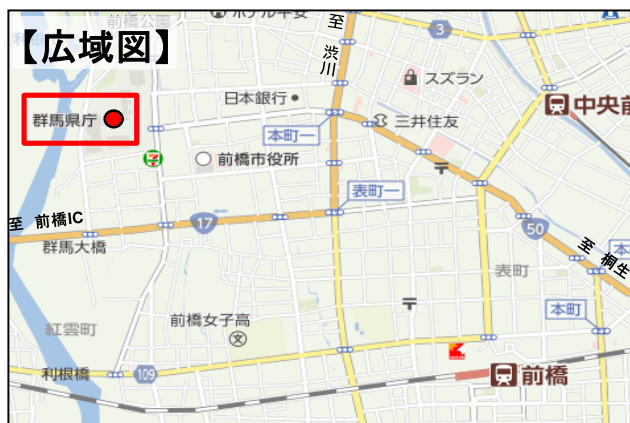 前橋公園
ホテル平安
至
渋川
3
【広域図】
スズラン
中央前
日本銀行
群馬県庁
三井住友
本町一
前橋市役所
表町一
至 前橋IC
17
50
群馬大橋
至 桐生
表町
本町
紅雲町
前橋女子高
文
利根橋
109
前橋